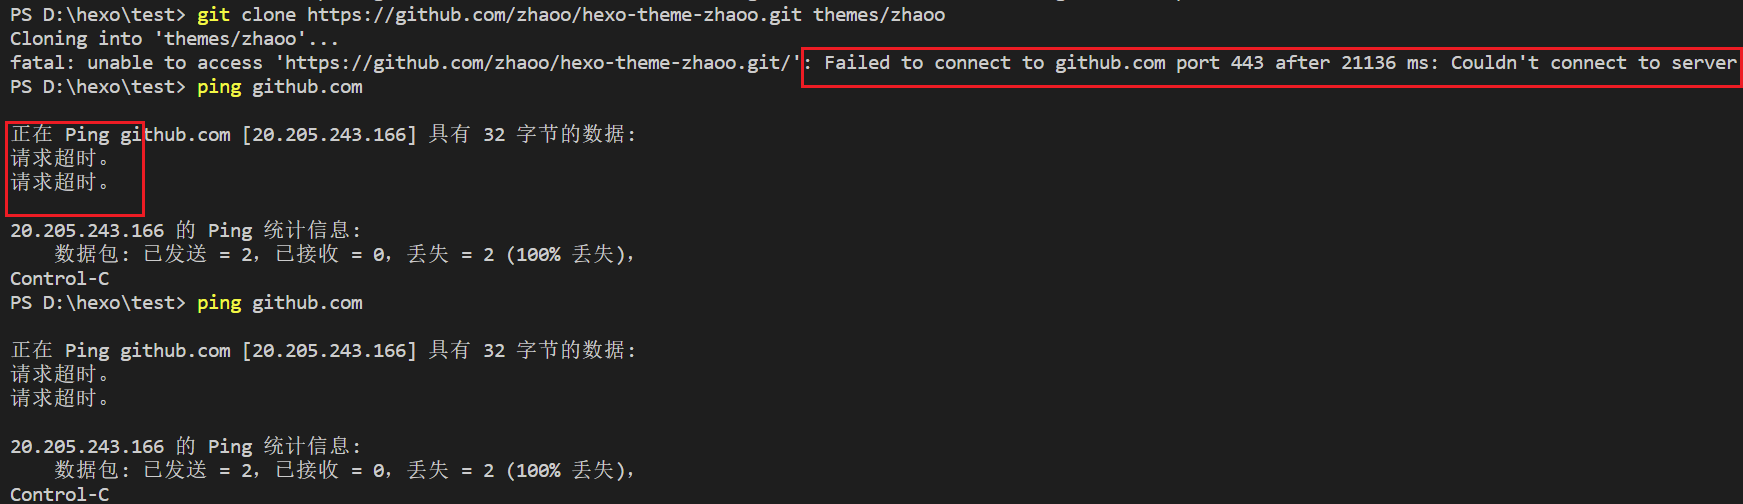 PS D:\hexo\test> git clone https://github.com/zhaoo/hexo-theme-zhaoo.git themes/zhaoo
Cloning into 'themes/zhaoo'...
fatal: unable to access 'https://github.com/zhaoo/hexo-theme-zhaoo.git/': Failed to connect to github.com port 443 after 21136 ms: Couldn't connect to server
PS D:\hexo\test> ping github.com
正在 Ping github.com [20.205.243.166] 具有 32 字节的数据:
请求超时。
请求超时。
20.205.243.166 的 Ping 统计信息:
    数据包: 已发送 = 2，已接收 = 0，丢失 = 2 (100% 丢失)，
Control-C
PS D:\hexo\test> ping github.com
正在 Ping github.com [20.205.243.166] 具有 32 字节的数据:
请求超时。
请求超时。
20.205.243.166 的 Ping 统计信息:
    数据包: 已发送 = 2，已接收 = 0，丢失 = 2 (100% 丢失)，
Control-C